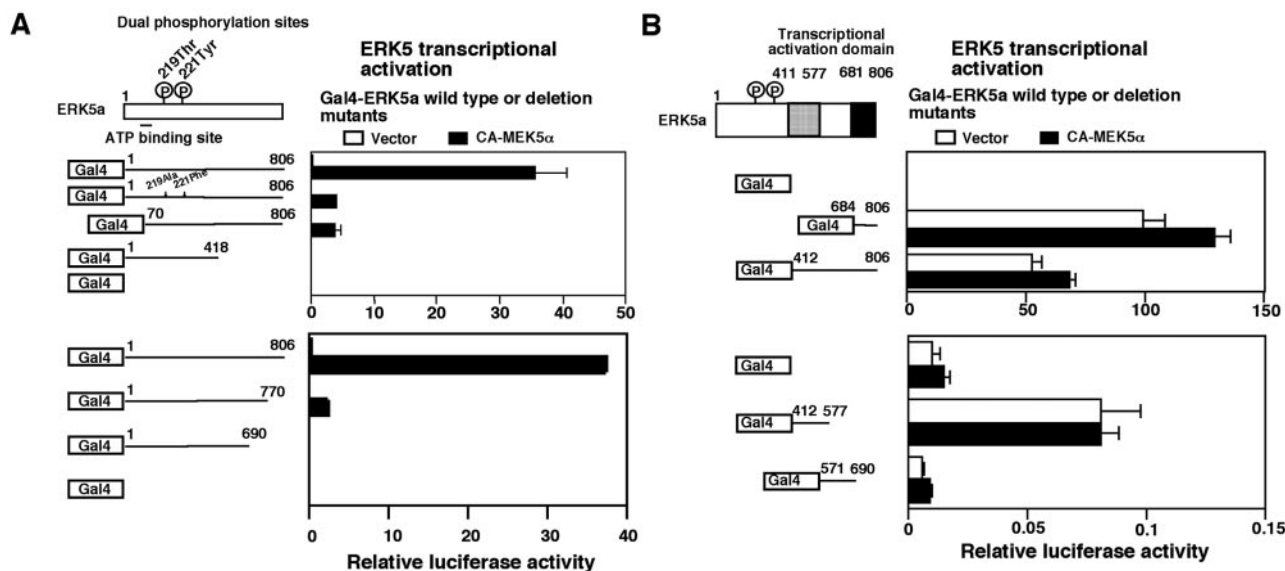 A
Dual phosphorylation sites
219Thr
221Tyr
P P
1
ERK5a
ATP binding site
ERK5 transcriptional
activation
Gal4-ERK5a wild type or deletion
mutants
Vector CA-MEK5α
Gal4 1 806
219Ala 221Phe
Gal4 1 806
Gal4 70 806
Gal4 1 418
Gal4
0 10 20 30 40 50
Gal4 1 806
Gal4 1 770
Gal4 1 690
Gal4
0 10 20 30 40
Relative luciferase activity
B
Transcriptional
activation domain
1 P P 411 577 681 806
ERK5a
ERK5 transcriptional
activation
Gal4-ERK5a wild type or deletion
mutants
Vector CA-MEK5α
Gal4
Gal4 684 806
Gal4 412 806
0 50 100 150
Gal4
Gal4 412 577
Gal4 571 690
0 0.05 0.1 0.15
Relative luciferase activity